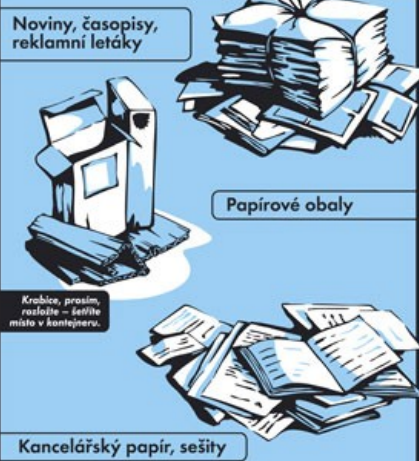 Noviny, časopisy,
reklamní letáky
Papírové obaly
Krabice, prosím,
rozložte – šetříte
místo v kontejneru.
Kancelářský papír, sešity